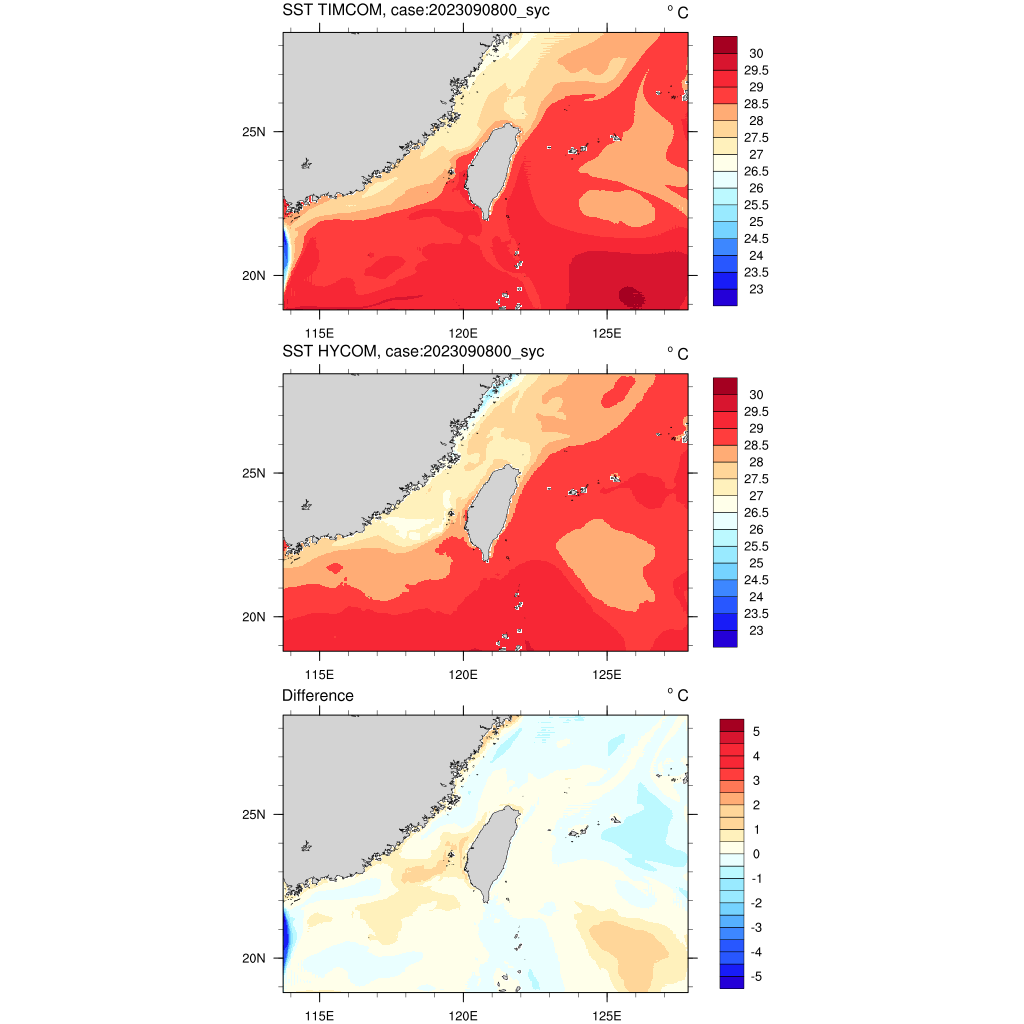 SST TIMCOM, case:2023090800_syc
° C
30
29.5
29
28.5
28
27.5
27
26.5
26
25.5
25
24.5
24
23.5
23
25N
20N
115E
120E
125E
SST HYCOM, case:2023090800_syc
° C
30
29.5
29
28.5
28
27.5
27
26.5
26
25.5
25
24.5
24
23.5
23
25N
20N
115E
120E
125E
Difference
° C
5
4
3
2
1
0
-1
-2
-3
-4
-5
25N
20N
115E
120E
125E